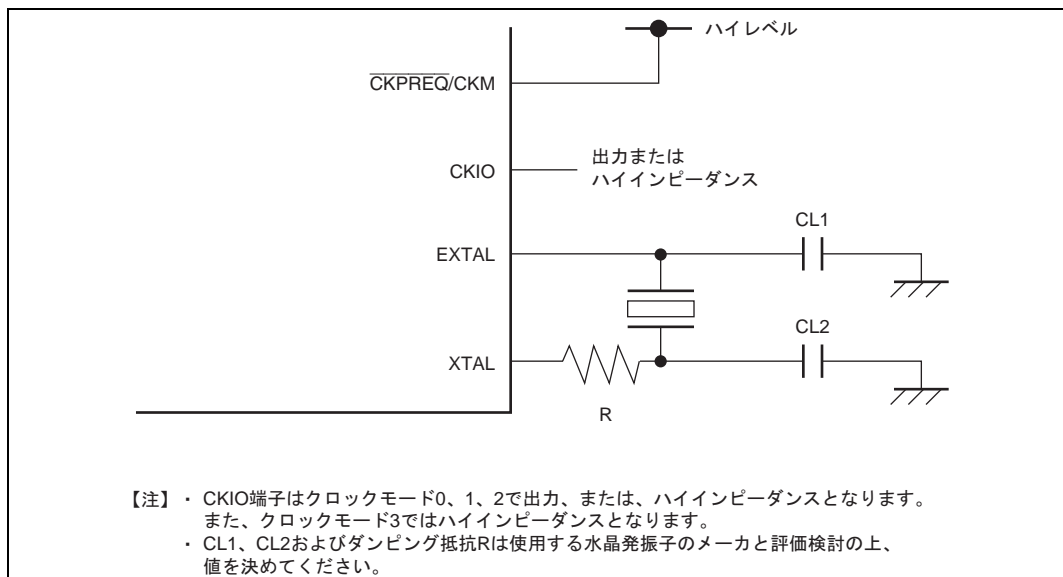 ハイレベル
CKPREQ/CKM
CKIO
出力または
ハイインピーダンス
CL1
EXTAL
CL2
XTAL
R
【注】・ CKIO端子はクロックモード0、1、2で出力、または、ハイインピーダンスとなります。
また、クロックモード3ではハイインピーダンスとなります。
・ CL1、CL2およびダンピング抵抗Rは使用する水晶発振子のメーカと評価検討の上、
値を決めてください。